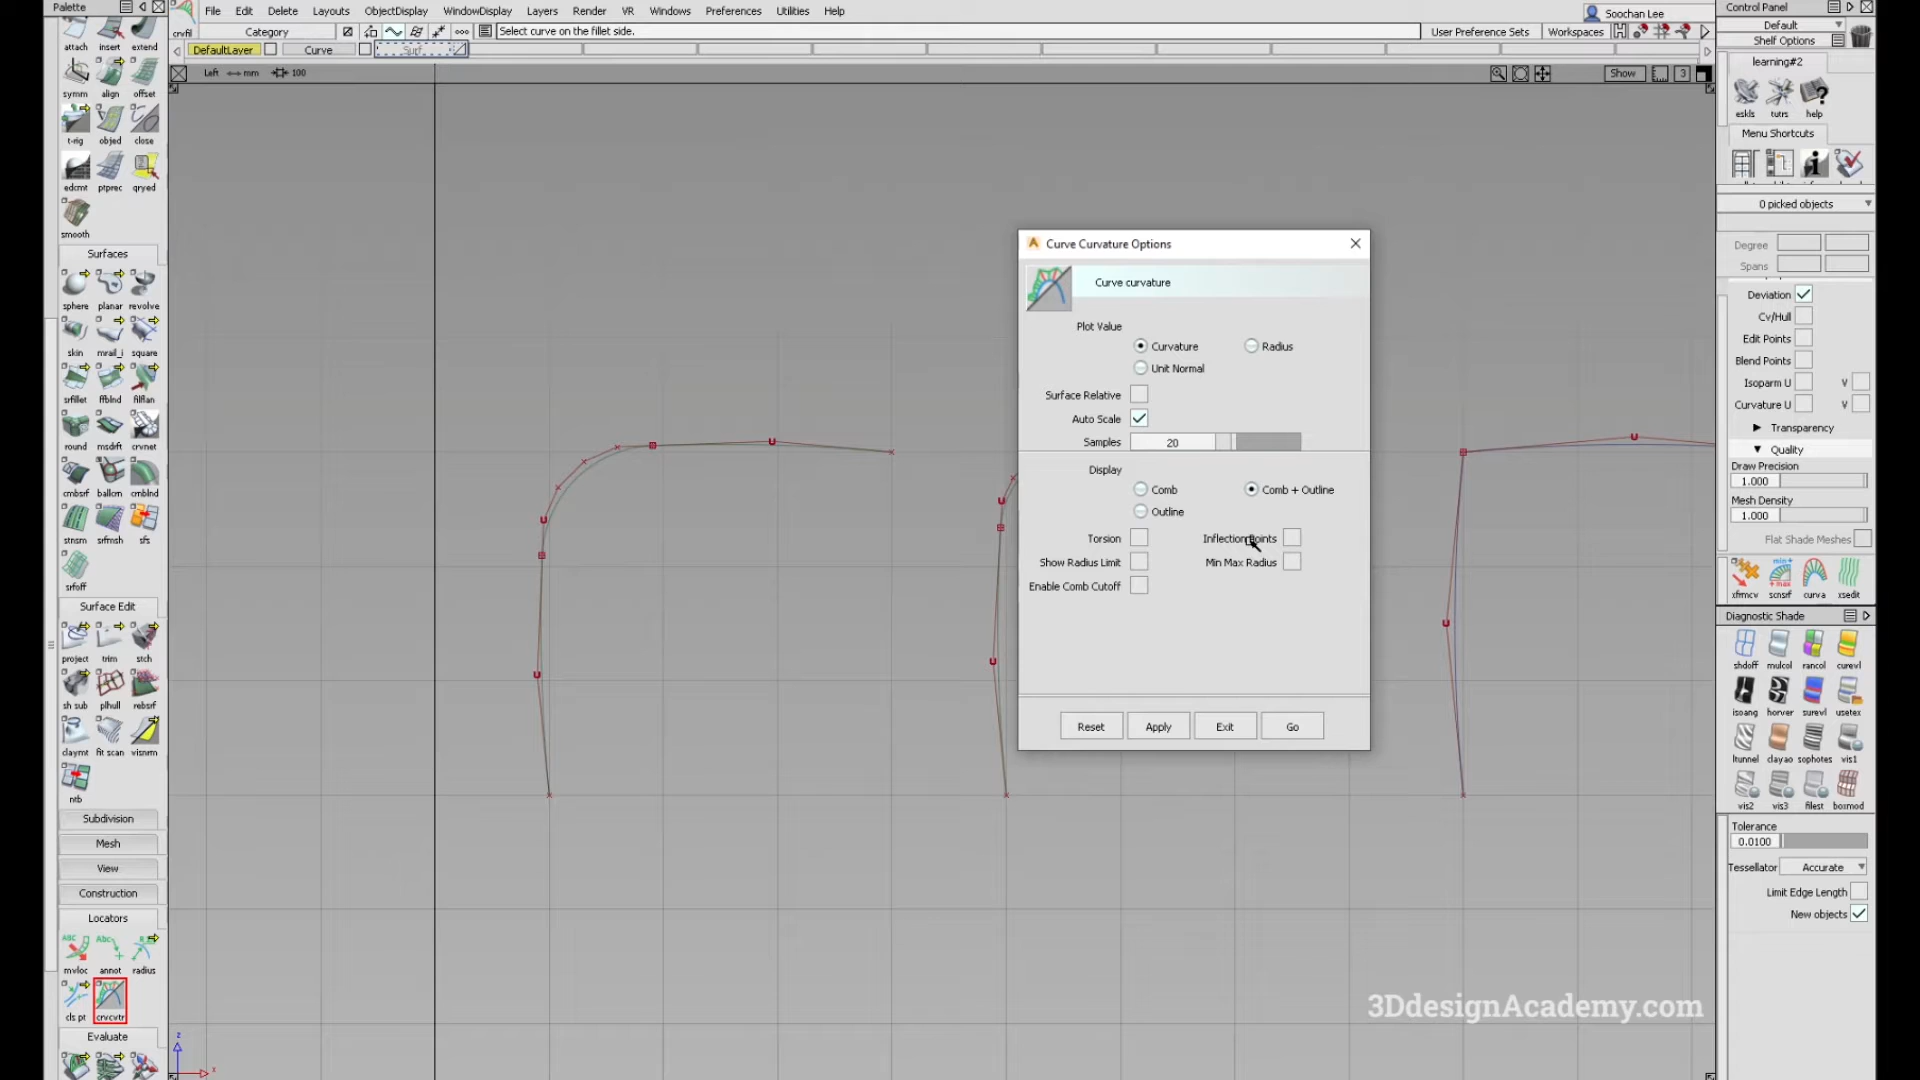 Palette
File Edit Delete Layouts ObjectDisplay WindowDisplay Layers Render VR Windows Preferences Utilities Help
Soochan Lee
Control Panel
crvfil
Category
Select curve on the fillet side.
User Preference Sets
Workspaces
Default
Shelf Options
DefaultLayer
Curve
Left mm 100
Show
3
learning#2
attach insert extend
symm align offset
t-rig objed close
edcmt ptprec qryed
smooth
Surfaces
sphere planar revolve
skin mrail_i square
srfillet ffblnd filflan
round msdrft crvnet
cmbsrf ballcrn cmblnd
stnsm srfmsh sfs
srfoff
Surface Edit
project trim stch
sh sub plhull rebsrf
claymt fit scan visnrm
ntb
Subdivision
Mesh
View
Construction
Locators
mvloc annot radius
cls pt crvcvtr
Evaluate
Curve Curvature Options
Curve curvature
Plot Value
Curvature Radius
Unit Normal
Surface Relative
Auto Scale
Samples 20
Display
Comb Comb + Outline
Outline
Torsion Inflection Points
Show Radius Limit Min Max Radius
Enable Comb Cutoff
Reset Apply Exit Go
eskls tutrs help
Menu Shortcuts
0 picked objects
Degree
Spans
Deviation
Cv/Hull
Edit Points
Blend Points
Isoparm U V
Curvature U V
Transparency
Quality
Draw Precision
1.000
Mesh Density
1.000
Flat Shade Meshes
xfrmcv scnsrf curva xsedit
Diagnostic Shade
shdoff mulcol rancol curevl
isoang horver surevl usetex
ltunnel clayao sophotes vis1
vis2 vis3 filest boxmod
Tolerance
0.0100
Tessellator Accurate
Limit Edge Length
New objects
3DdesignAcademy.com
z
x